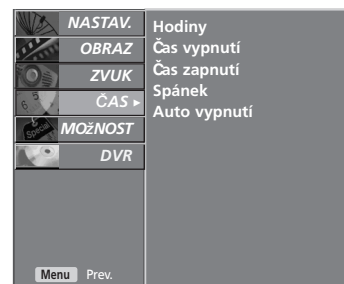 NASTAV.
OBRAZ
ZVUK
ČAS ►
MOžNOST
DVR
Hodiny
Čas vypnutí
Čas zapnutí
Spánek
Auto vypnutí
Menu Prev.